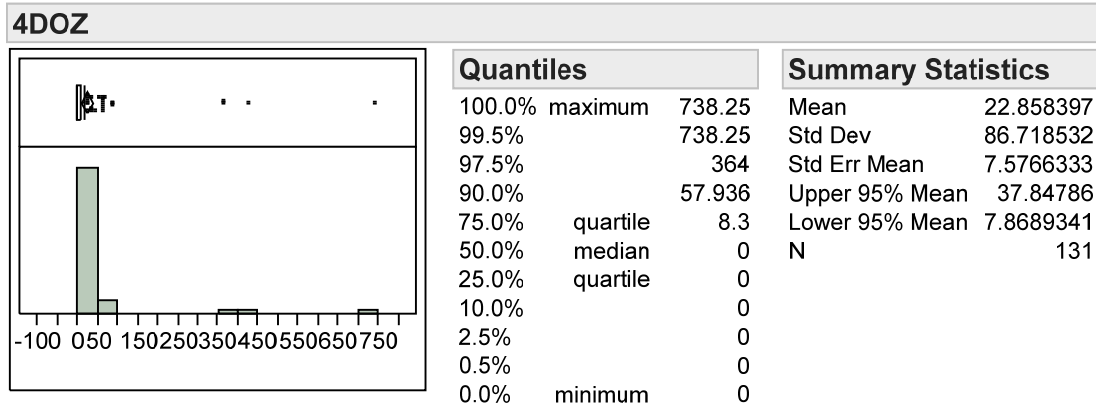 4DOZ
-100 050 150250350450550650750
Quantiles
100.0% maximum 738.25
99.5% 738.25
97.5% 364
90.0% 57.936
75.0% quartile 8.3
50.0% median 0
25.0% quartile 0
10.0% 0
2.5% 0
0.5% 0
0.0% minimum 0
Summary Statistics
Mean 22.858397
Std Dev 86.718532
Std Err Mean 7.5766333
Upper 95% Mean 37.84786
Lower 95% Mean 7.8689341
N 131